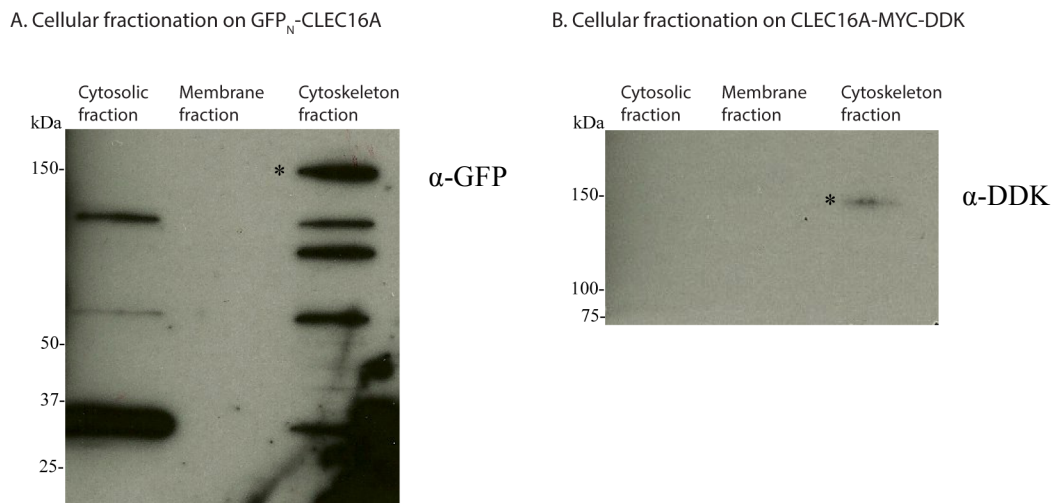 A. Cellular fractionation on GFPN-CLEC16A
Cytosolic fraction
Membrane fraction
Cytoskeleton fraction
kDa
150-
*
α-GFP
50-
37-
25-
B. Cellular fractionation on CLEC16A-MYC-DDK
Cytosolic fraction
Membrane fraction
Cytoskeleton fraction
kDa
150-
*
α-DDK
100-
75-